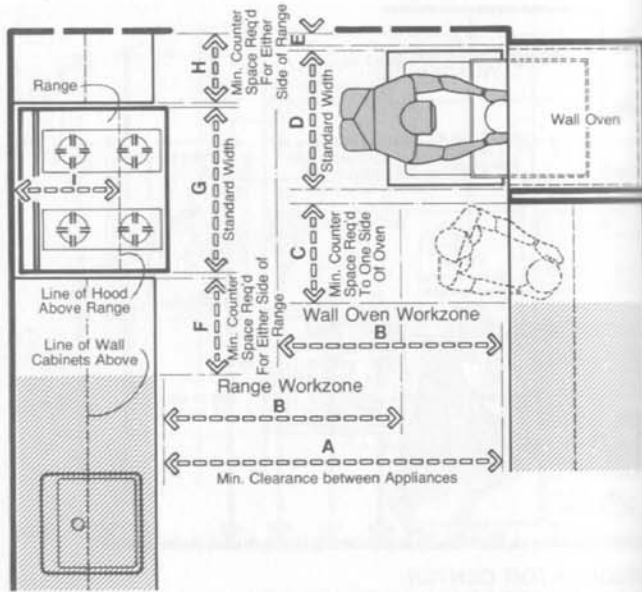 Min. Counter
Space Req'd
For Either
Side of Range
H
E
Range
D
Standard Width
Wall Oven
G
Standard Width
I
C
Min. Counter
Space Req'd
To One Side
Of Oven
Line of Hood
Above Range
F
Min. Counter
Space Req'd
For Either Side of
Range
Wall Oven Workzone
B
Line of Wall
Cabinets Above
Range Workzone
B
A
Min. Clearance between Appliances